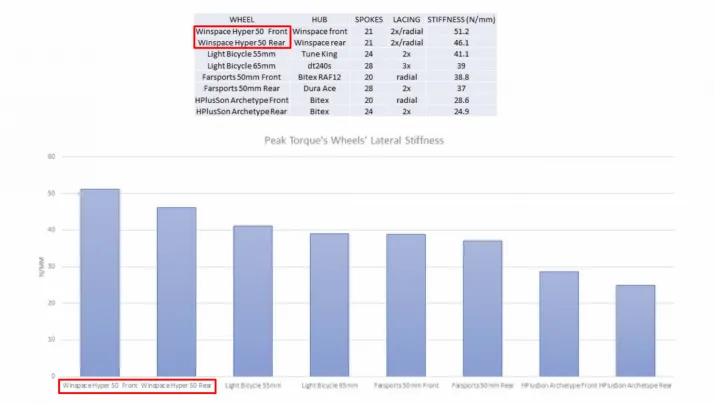 WHEEL HUB SPOKES LACING STIFFNESS (N/mm)
Winspace Hyper 50 Front Winspace front 21 2x/radial 51.2
Winspace Hyper 50 Rear Winspace rear 21 2x/radial 46.1
Light Bicycle 55mm Tune King 24 2x 41.1
Light Bicycle 65mm dt240s 28 3x 39
Farsports 50mm Front Bitex RAF12 20 radial 38.8
Farsports 50mm Rear Dura Ace 28 2x 37
HPlusSon Archetype Front Bitex 20 radial 28.6
HPlusSon Archetype Rear Bitex 24 2x 24.9
Peak Torque's Wheels' Lateral Stiffness
60
50
40
30
20
10
0
N/MM
Winspace Hyper 50 Front Winspace Hyper 50 Rear Light Bicycle 55mm Light Bicycle 65mm Farsports 50mm Front Farsports 50mm Rear HPlusSon Archetype Front HPlusSon Archetype Rear